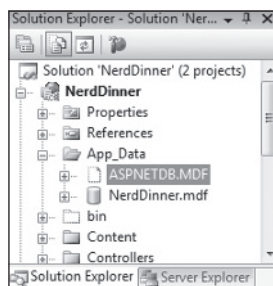 Solution Explorer - Solution 'Ner...
Solution 'NerdDinner' (2 projects)
NerdDinner
Properties
References
App_Data
ASPNETDB.MDF
NerdDinner.mdf
bin
Content
Controllers
Solution Explorer Server Explorer